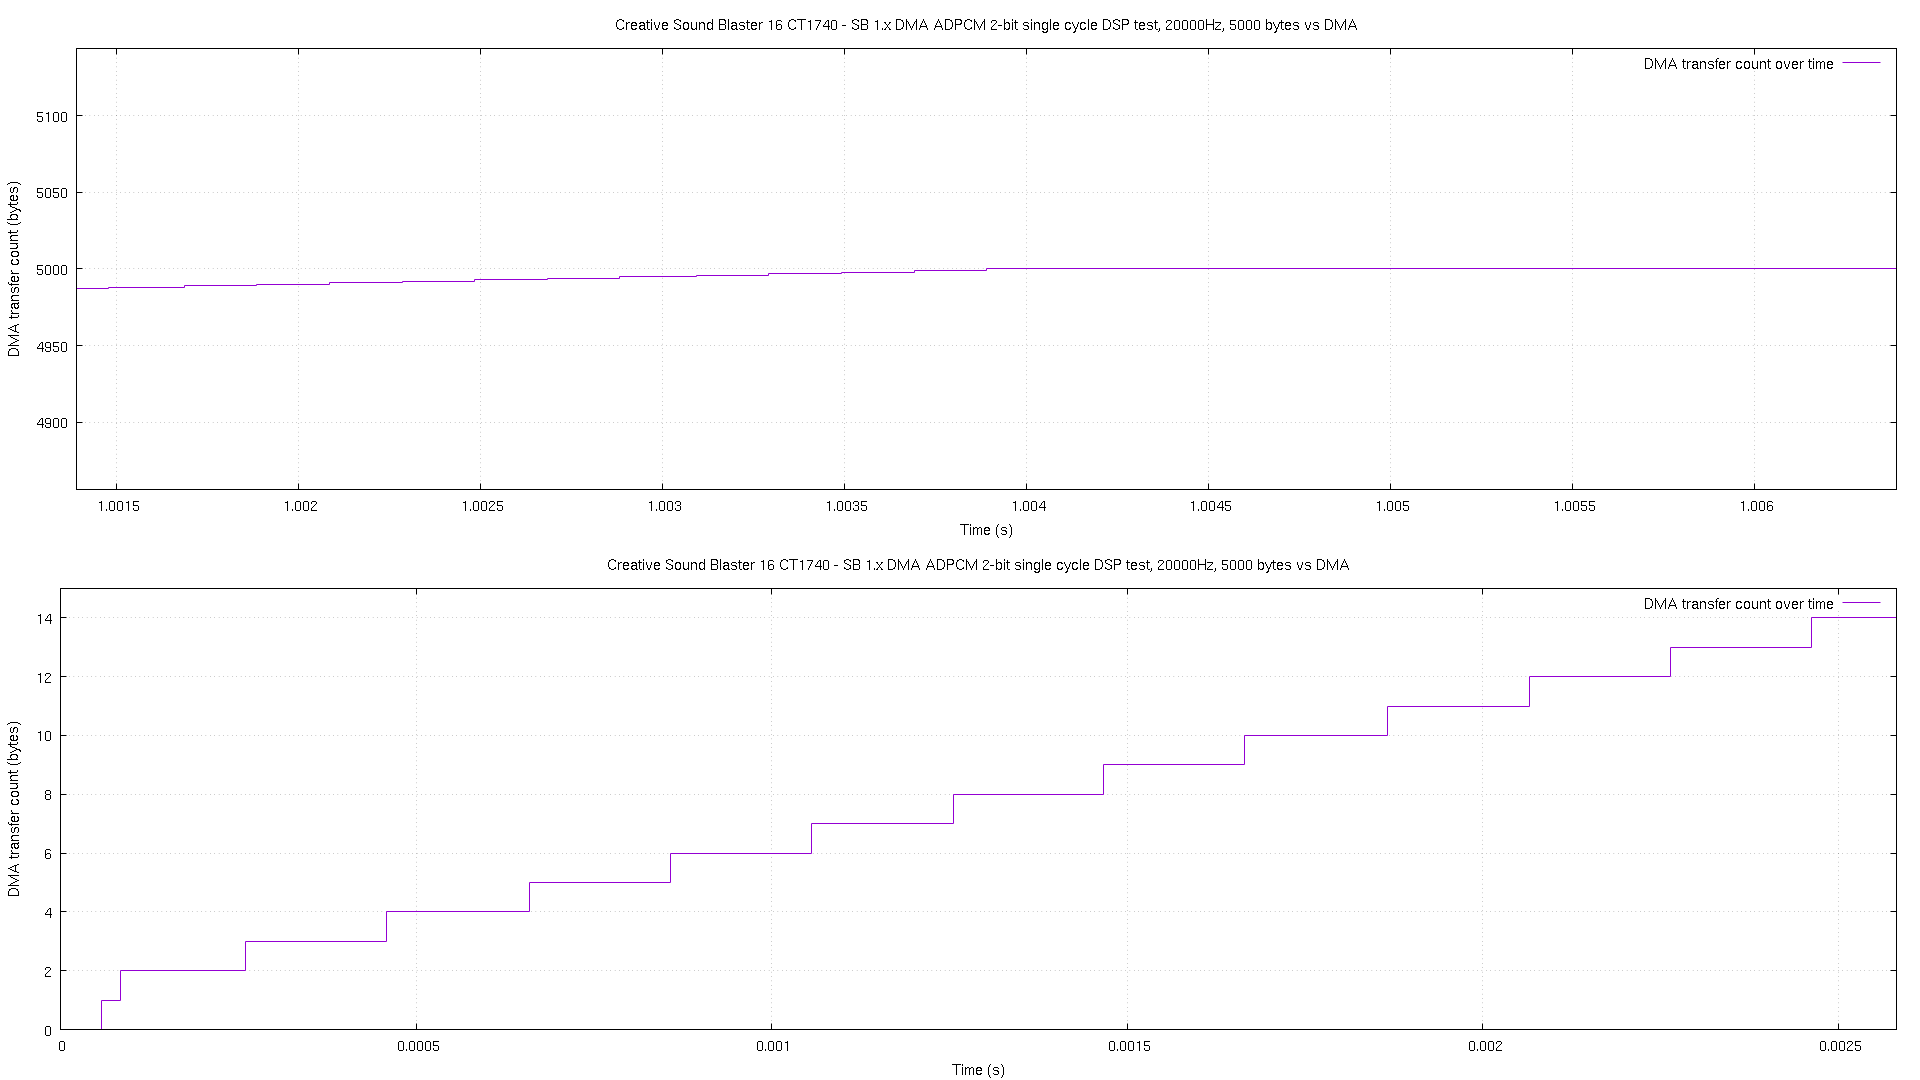 Creative Sound Blaster 16 CT1740 - SB 1.x DMA ADPCM 2-bit single cycle DSP test, 20000Hz, 5000 bytes vs DMA
DMA transfer count over time
5100
5050
5000
4950
4900
DMA transfer count (bytes)
1.0015 1.002 1.0025 1.003 1.0035 1.004 1.0045 1.005 1.0055 1.006
Time (s)
Creative Sound Blaster 16 CT1740 - SB 1.x DMA ADPCM 2-bit single cycle DSP test, 20000Hz, 5000 bytes vs DMA
DMA transfer count over time
14
12
10
8
6
4
2
0
DMA transfer count (bytes)
0 0.0005 0.001 0.0015 0.002 0.0025
Time (s)